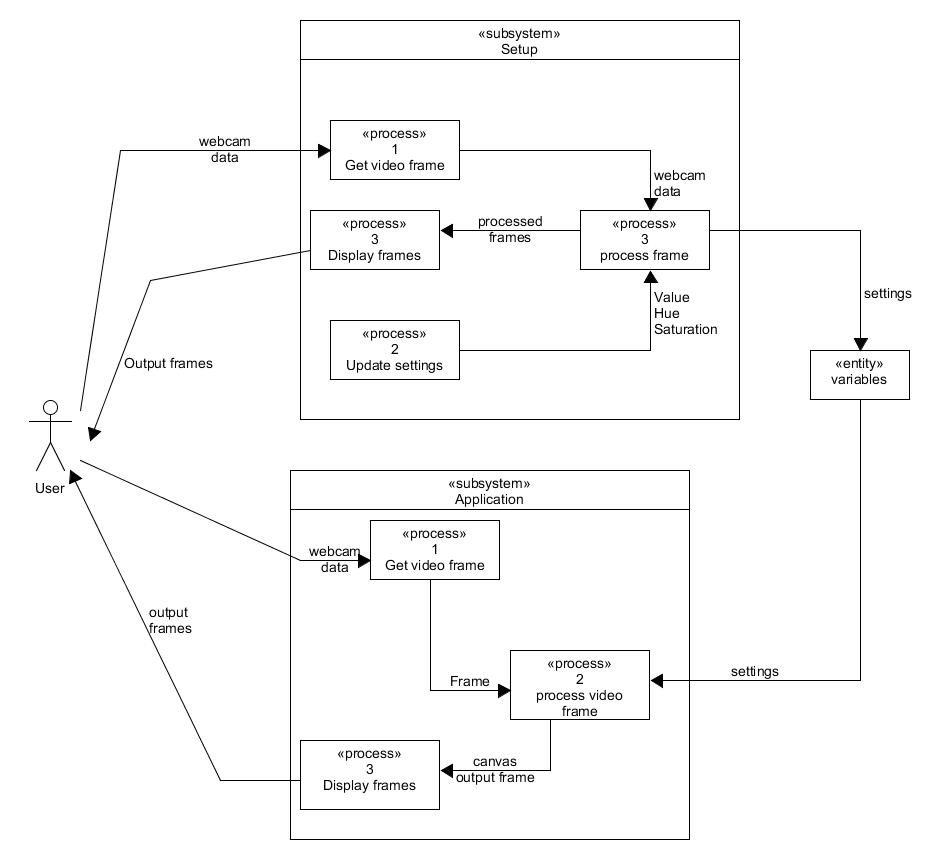 «subsystem»
Setup
«process»
1
Get video frame
webcam
data
webcam
data
«process»
3
Display frames
processed
frames
«process»
3
process frame
settings
Value
Hue
Saturation
«process»
2
Update settings
Output frames
«entity»
variables
User
«subsystem»
Application
«process»
1
Get video frame
webcam
data
output
frames
Frame
«process»
2
process video
frame
settings
«process»
3
Display frames
canvas
output frame